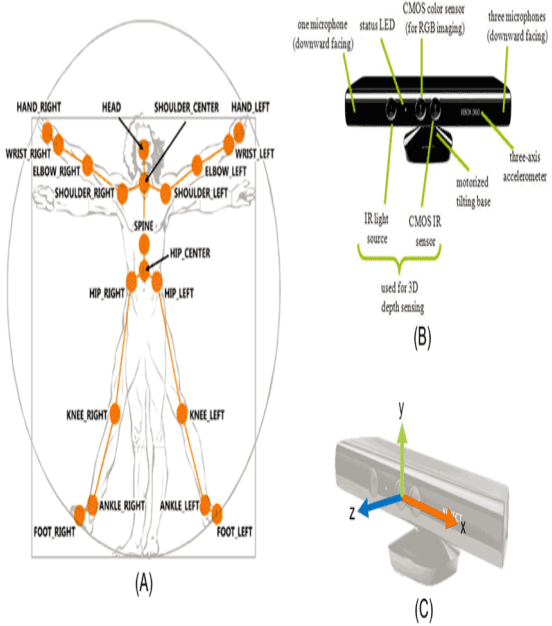 HAND_RIGHT
HEAD
SHOULDER_CENTER
HAND_LEFT
WRIST_RIGHT
WRIST_LEFT
ELBOW_RIGHT
ELBOW_LEFT
SHOULDER_RIGHT
SHOULDER_LEFT
SPINE
HIP_CENTER
HIP_RIGHT
HIP_LEFT
KNEE_RIGHT
KNEE_LEFT
ANKLE_RIGHT
ANKLE_LEFT
FOOT_RIGHT
FOOT_LEFT
(A)
one microphone
(downward facing)
status LED
CMOS color sensor
(for RGB imaging)
three microphones
(downward facing)
XBOX 360
three-axis
accelerometer
motorized
tilting base
IR light
source
CMOS IR
sensor
used for 3D
depth sensing
(B)
y
z
x
(C)